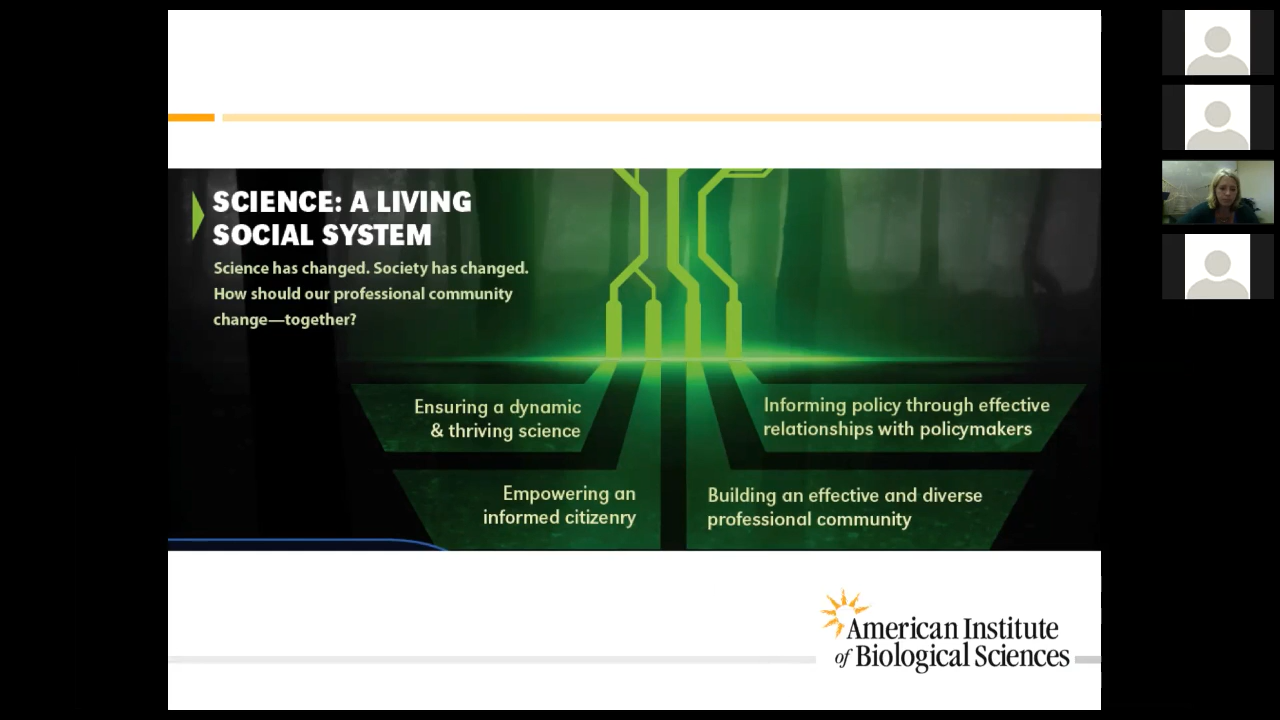 SCIENCE: A LIVING
SOCIAL SYSTEM
Science has changed. Society has changed.
How should our professional community
change—together?
Ensuring a dynamic
& thriving science
Informing policy through effective
relationships with policymakers
Empowering an
informed citizenry
Building an effective and diverse
professional community
American Institute
of Biological Sciences